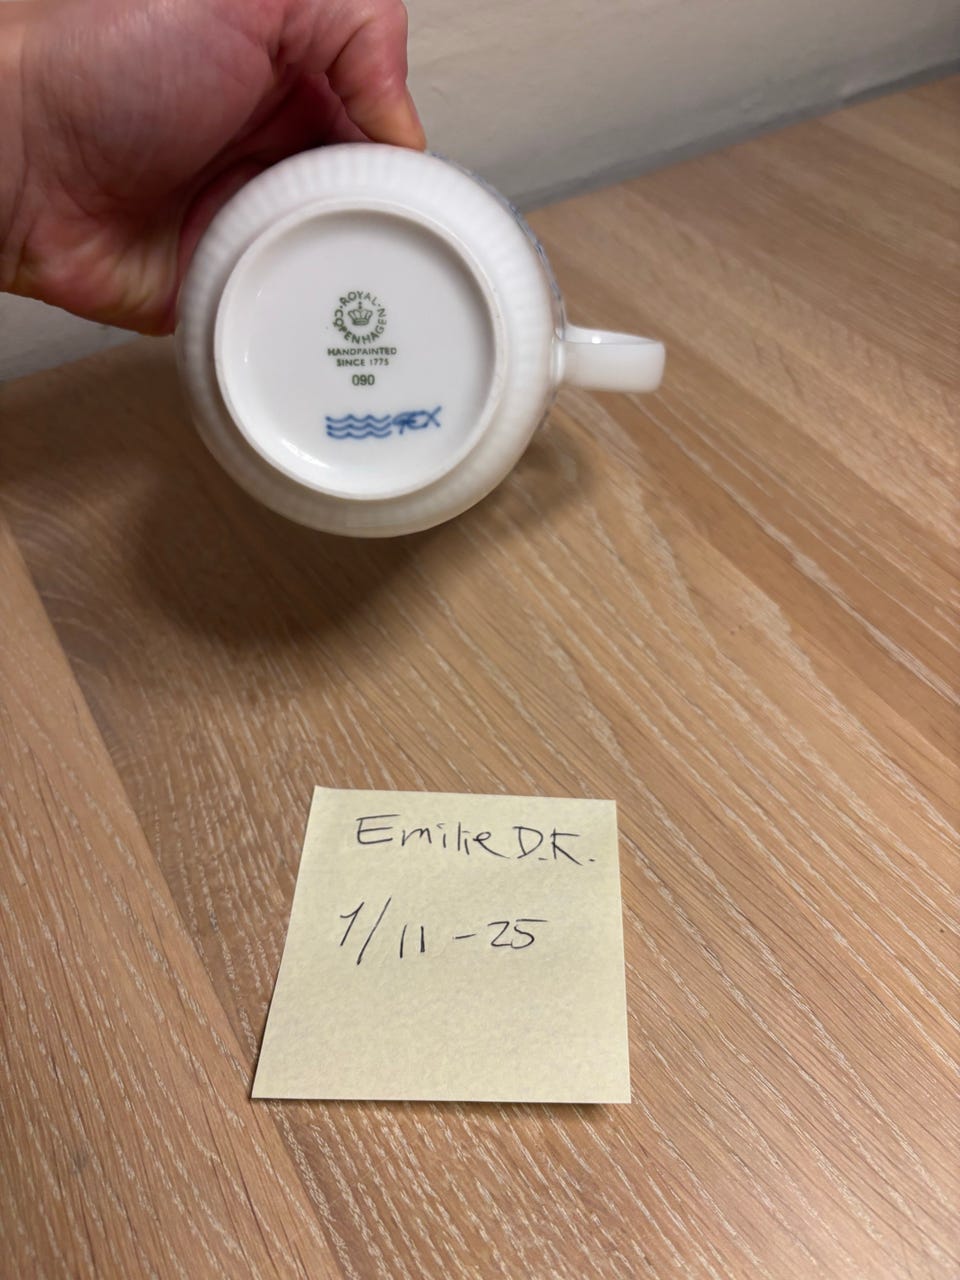 ROYAL
COPENHAGEN
HANDPAINTED
SINCE 1775
090
Emilie D.K.
1/11-25